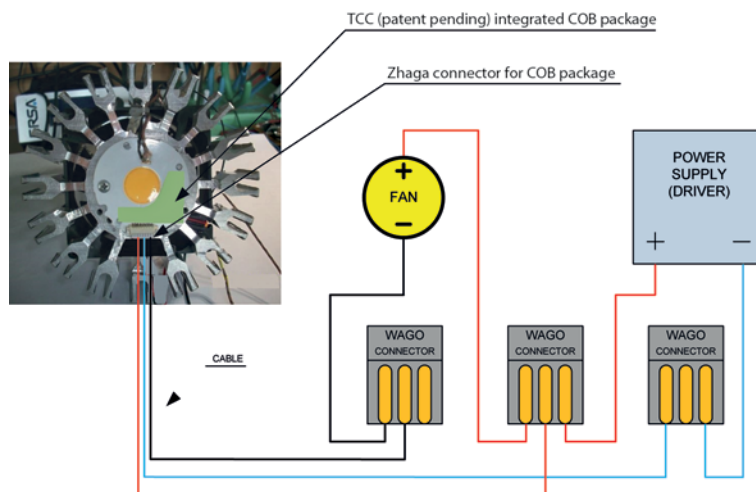 TCC (patent pending) integrated COB package
Zhaga connector for COB package
ERSA
+
FAN
−
POWER
SUPPLY
(DRIVER)
+ −
WAGO
CONNECTOR
WAGO
CONNECTOR
WAGO
CONNECTOR
CABLE